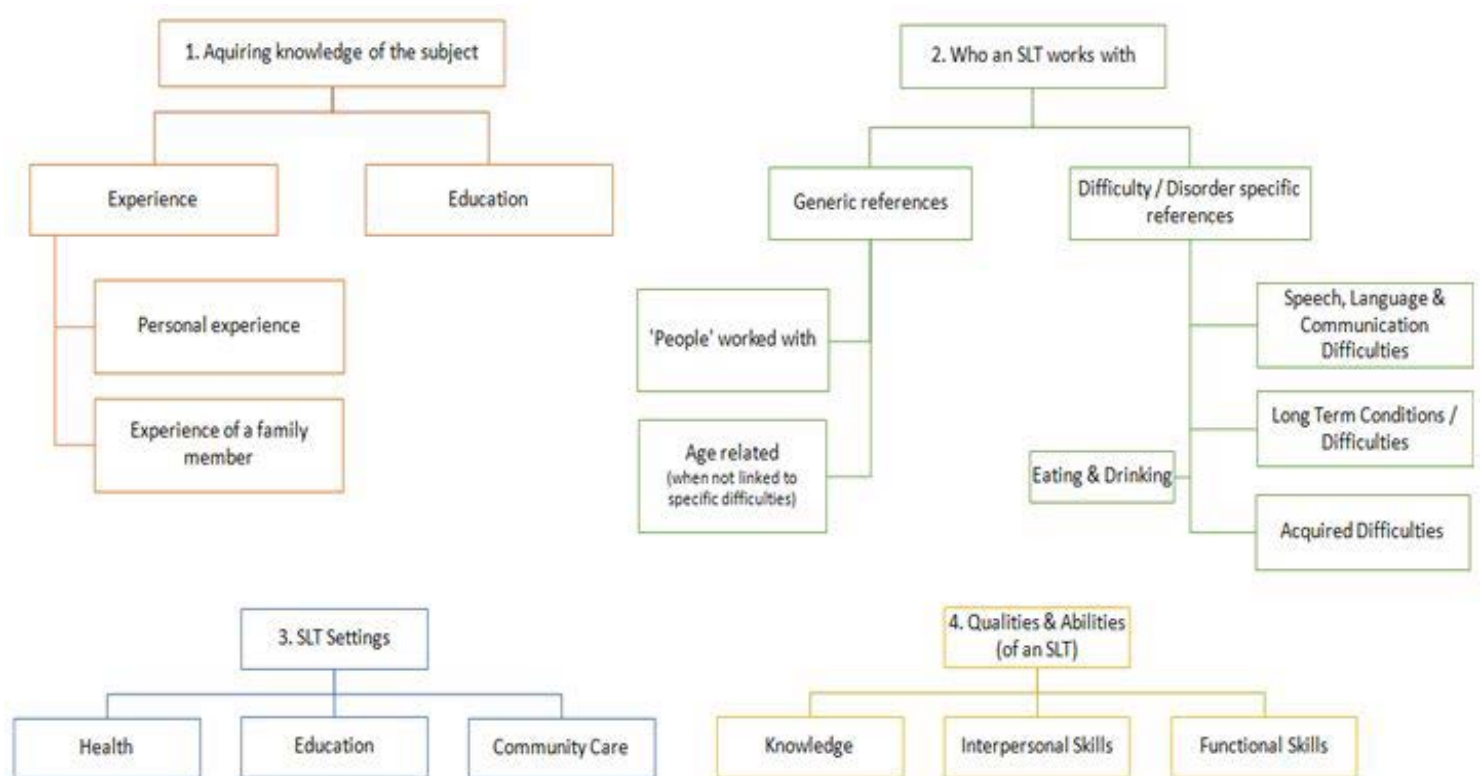 1. Aquiring knowledge of the subject
Experience
Education
Personal experience
Experience of a family
member
2. Who an SLT works with
Generic references
Difficulty / Disorder specific
references
'People' worked with
Age related
(when not linked to
specific difficulties)
Speech, Language &
Communication
Difficulties
Long Term Conditions /
Difficulties
Eating & Drinking
Acquired Difficulties
3. SLT Settings
Health
Education
Community Care
4. Qualities & Abilities
(of an SLT)
Knowledge
Interpersonal Skills
Functional Skills